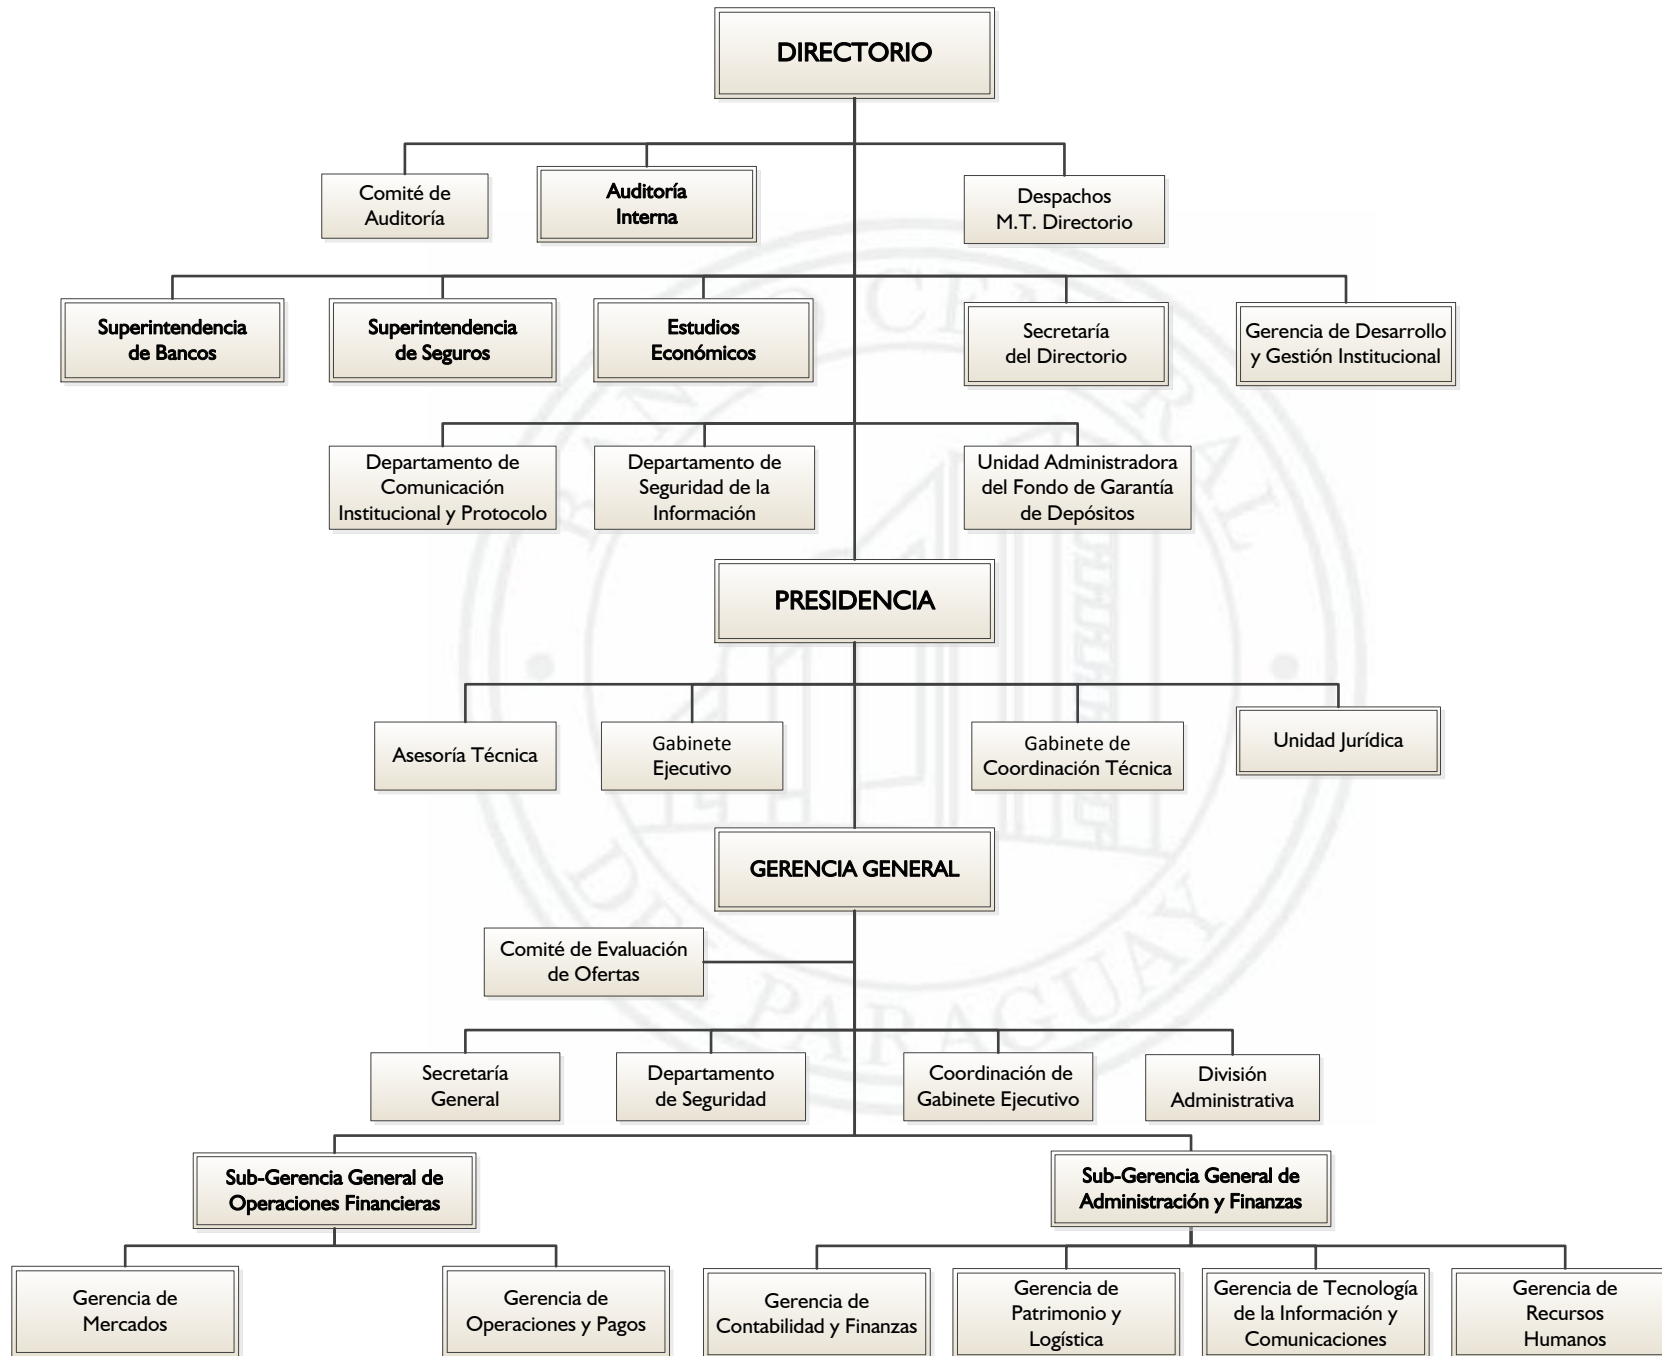 DIRECTORIO
Comité de
Auditoría
Auditoría
Interna
Despachos
M.T. Directorio
Superintendencia
de Bancos
Superintendencia
de Seguros
Estudios
Económicos
Secretaría
del Directorio
Gerencia de Desarrollo
y Gestión Institucional
Departamento de
Comunicación
Institucional y Protocolo
Departamento de
Seguridad de la
Información
Unidad Administradora
del Fondo de Garantía
de Depósitos
PRESIDENCIA
Asesoría Técnica
Gabinete
Ejecutivo
Gabinete de
Coordinación Técnica
Unidad Jurídica
GERENCIA GENERAL
Comité de Evaluación
de Ofertas
Secretaría
General
Departamento
de Seguridad
Coordinación de
Gabinete Ejecutivo
División
Administrativa
Sub-Gerencia General de
Operaciones Financieras
Sub-Gerencia General de
Administración y Finanzas
Gerencia de
Mercados
Gerencia de
Operaciones y Pagos
Gerencia de
Contabilidad y Finanzas
Gerencia de
Patrimonio y
Logística
Gerencia de Tecnología
de la Información y
Comunicaciones
Gerencia de
Recursos
Humanos
BANCO CENTRAL
DEL PARAGUAY